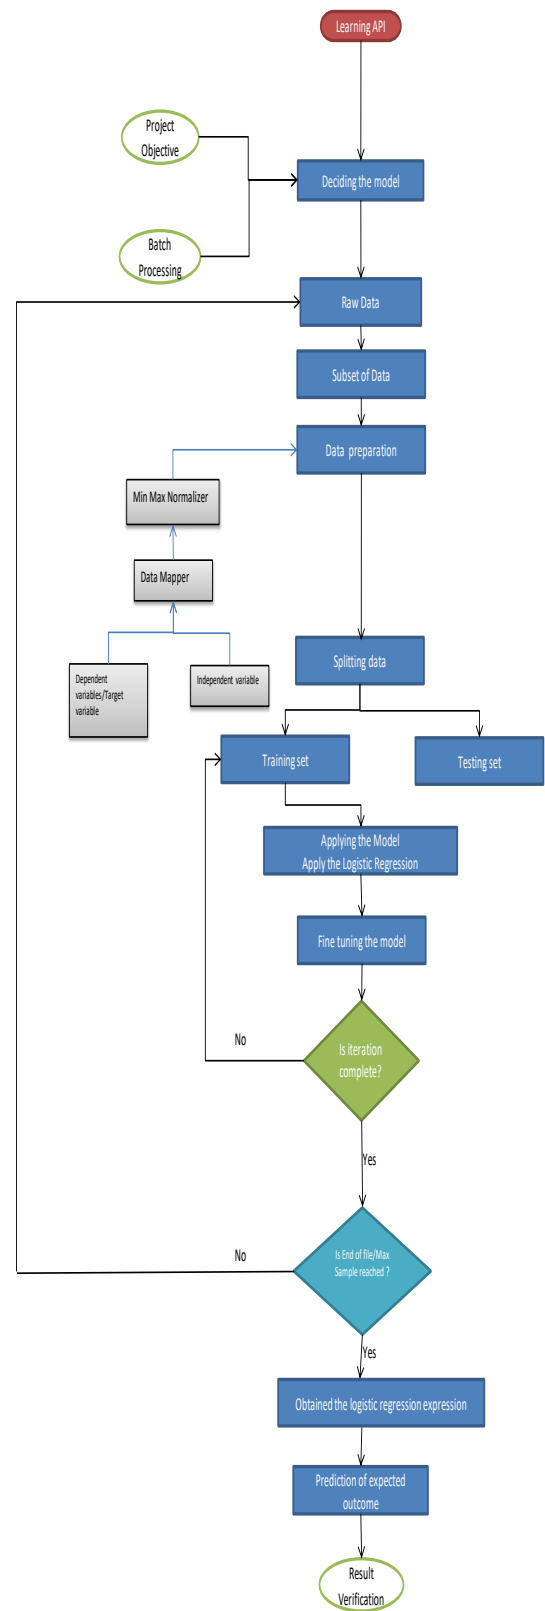 Learning API
Project
Objective
Deciding the model
Batch
Processing
Raw Data
Subset of Data
Data preparation
Min Max Normalizer
Data Mapper
Splitting data
Dependent
variables/Target
variable
Independent variable
Training set
Testing set
Applying the Model
Apply the Logistic Regression
Fine tuning the model
No
Is iteration
complete?
Yes
No
Is End of file/Max
Sample reached ?
Yes
Obtained the logistic regression expression
Prediction of expected
outcome
Result
Verification